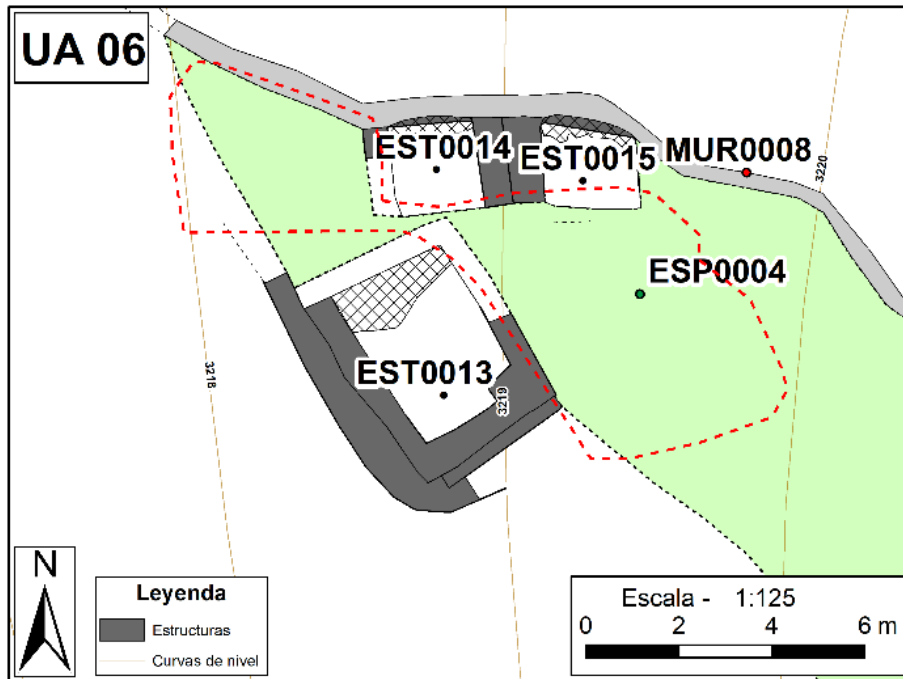 UA 06
EST0014
EST0015
MUR0008
3220
ESP0004
3218
EST0013
3219
N
Leyenda
Estructuras
Curvas de nivel
Escala - 1:125
0 2 4 6 m